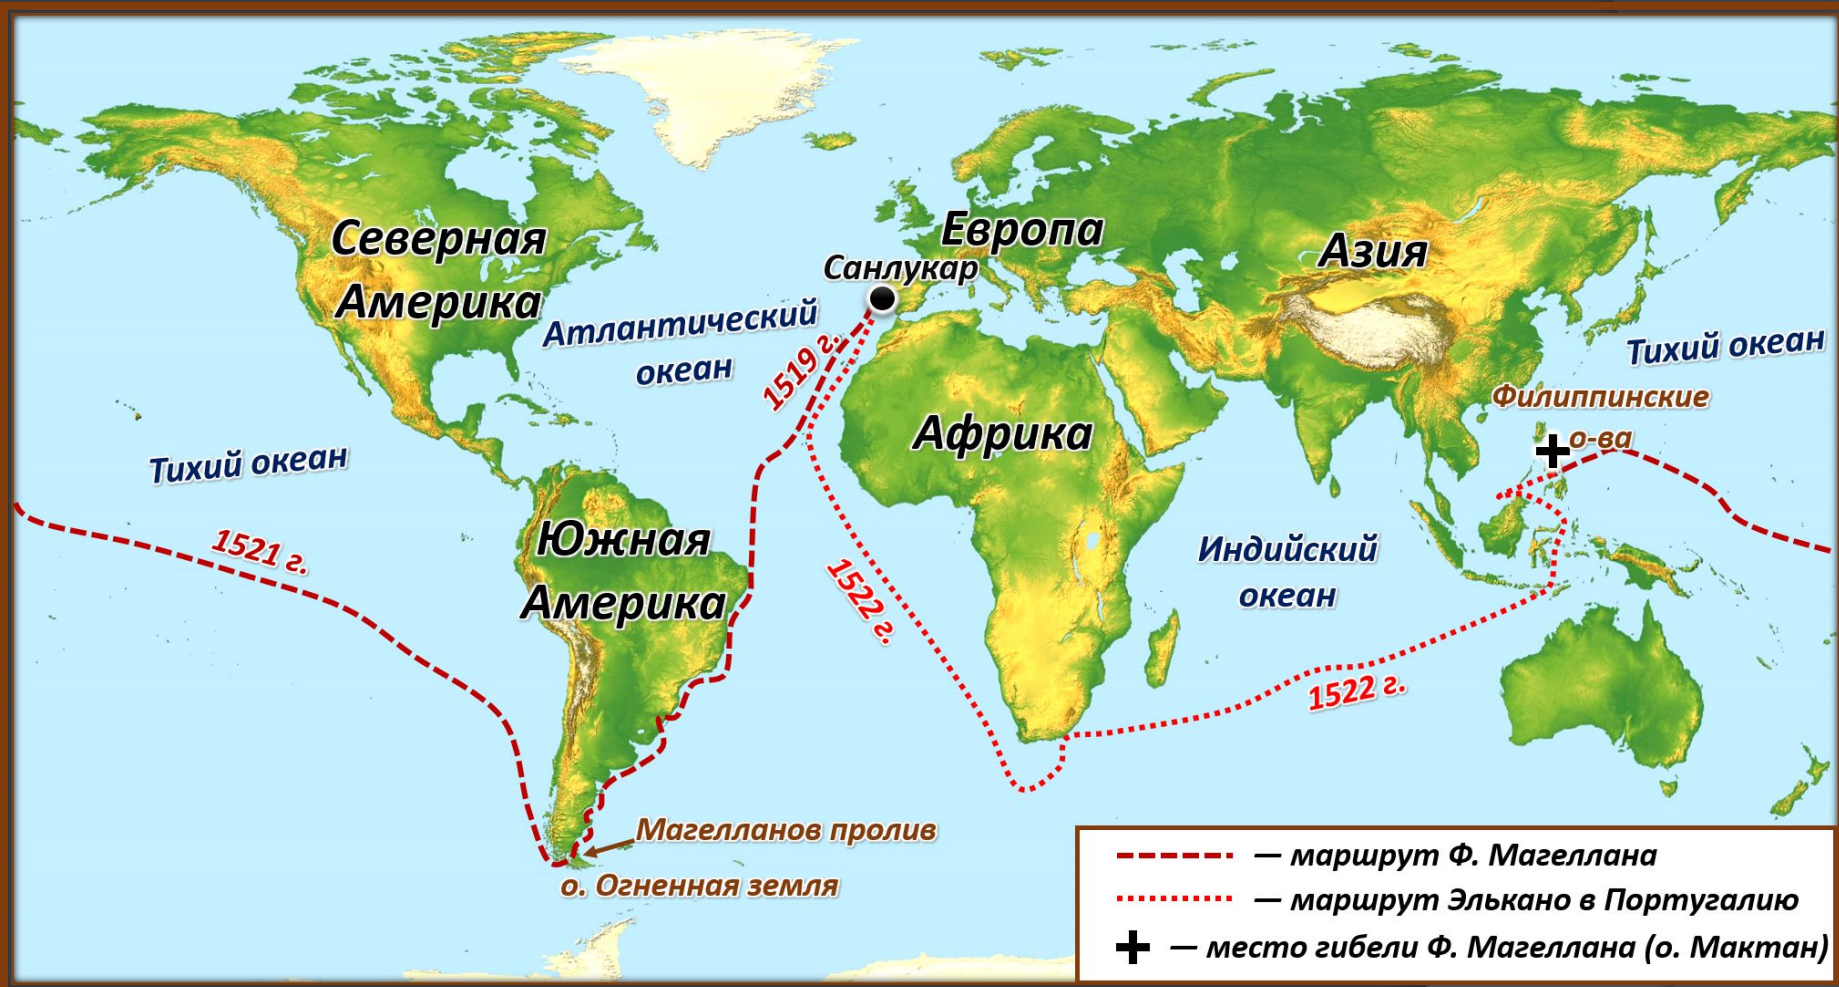 Северная
Америка
Европа
Санлукар
Азия
Атлантический
океан
1519 г.
Тихий океан
Филиппинские
о-ва
Африка
Тихий океан
1521 г.
Южная
Америка
1522 г.
Индийский
океан
1522 г.
Магелланов пролив
о. Огненная земля
— маршрут Ф. Магеллана
— маршрут Элькано в Португалию
— место гибели Ф. Магеллана (о. Мактан)